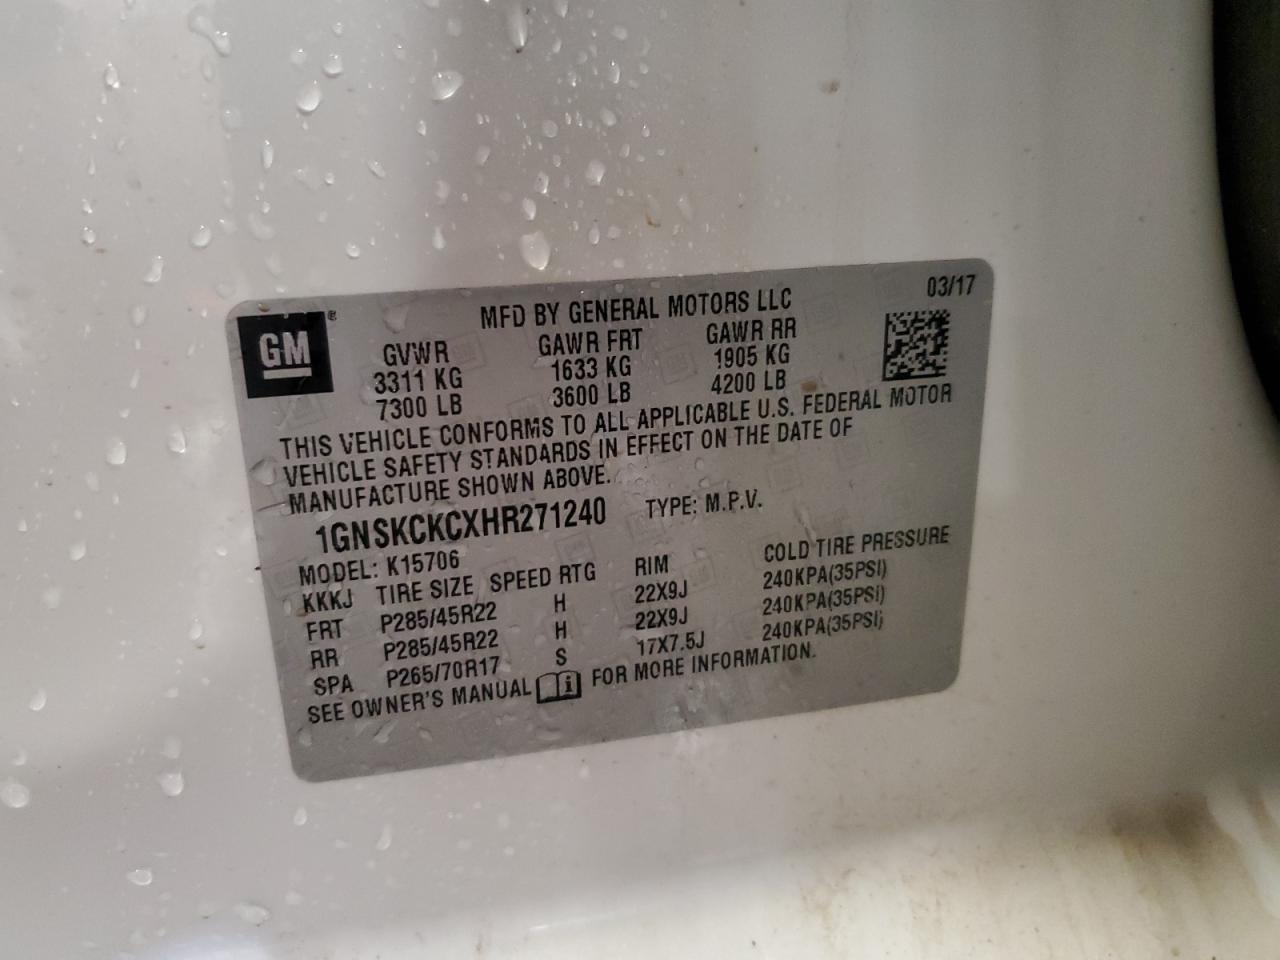 GM ®
MFD BY GENERAL MOTORS LLC
03/17
GVWR GAWR FRT GAWR RR
3311 KG 1633 KG 1905 KG
7300 LB 3600 LB 4200 LB
THIS VEHICLE CONFORMS TO ALL APPLICABLE U.S. FEDERAL MOTOR
VEHICLE SAFETY STANDARDS IN EFFECT ON THE DATE OF
MANUFACTURE SHOWN ABOVE.
1GNSKCKCXHR271240 TYPE: M.P.V.
MODEL: K15706
KKKJ TIRE SIZE SPEED RTG RIM COLD TIRE PRESSURE
FRT P285/45R22 H 22X9J 240KPA(35PSI)
RR P285/45R22 H 22X9J 240KPA(35PSI)
SPA P265/70R17 S 17X7.5J 240KPA(35PSI)
SEE OWNER'S MANUAL i FOR MORE INFORMATION.